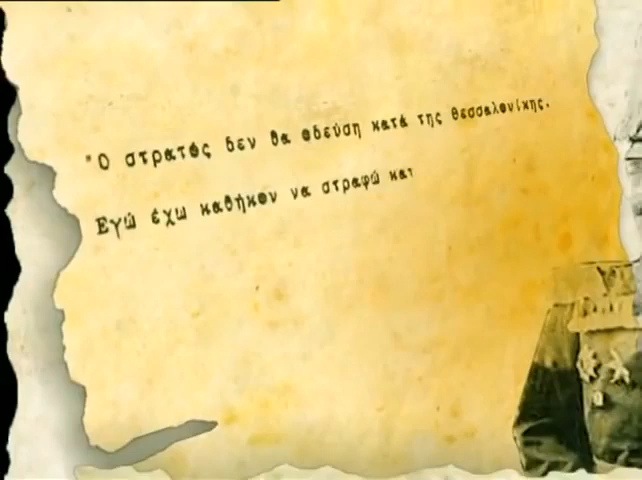 "Ο στρατός δεν θα οδεύση κατά της Θεσσαλονίκης.
Εγώ έχω καθήκον να στραφώ κατ